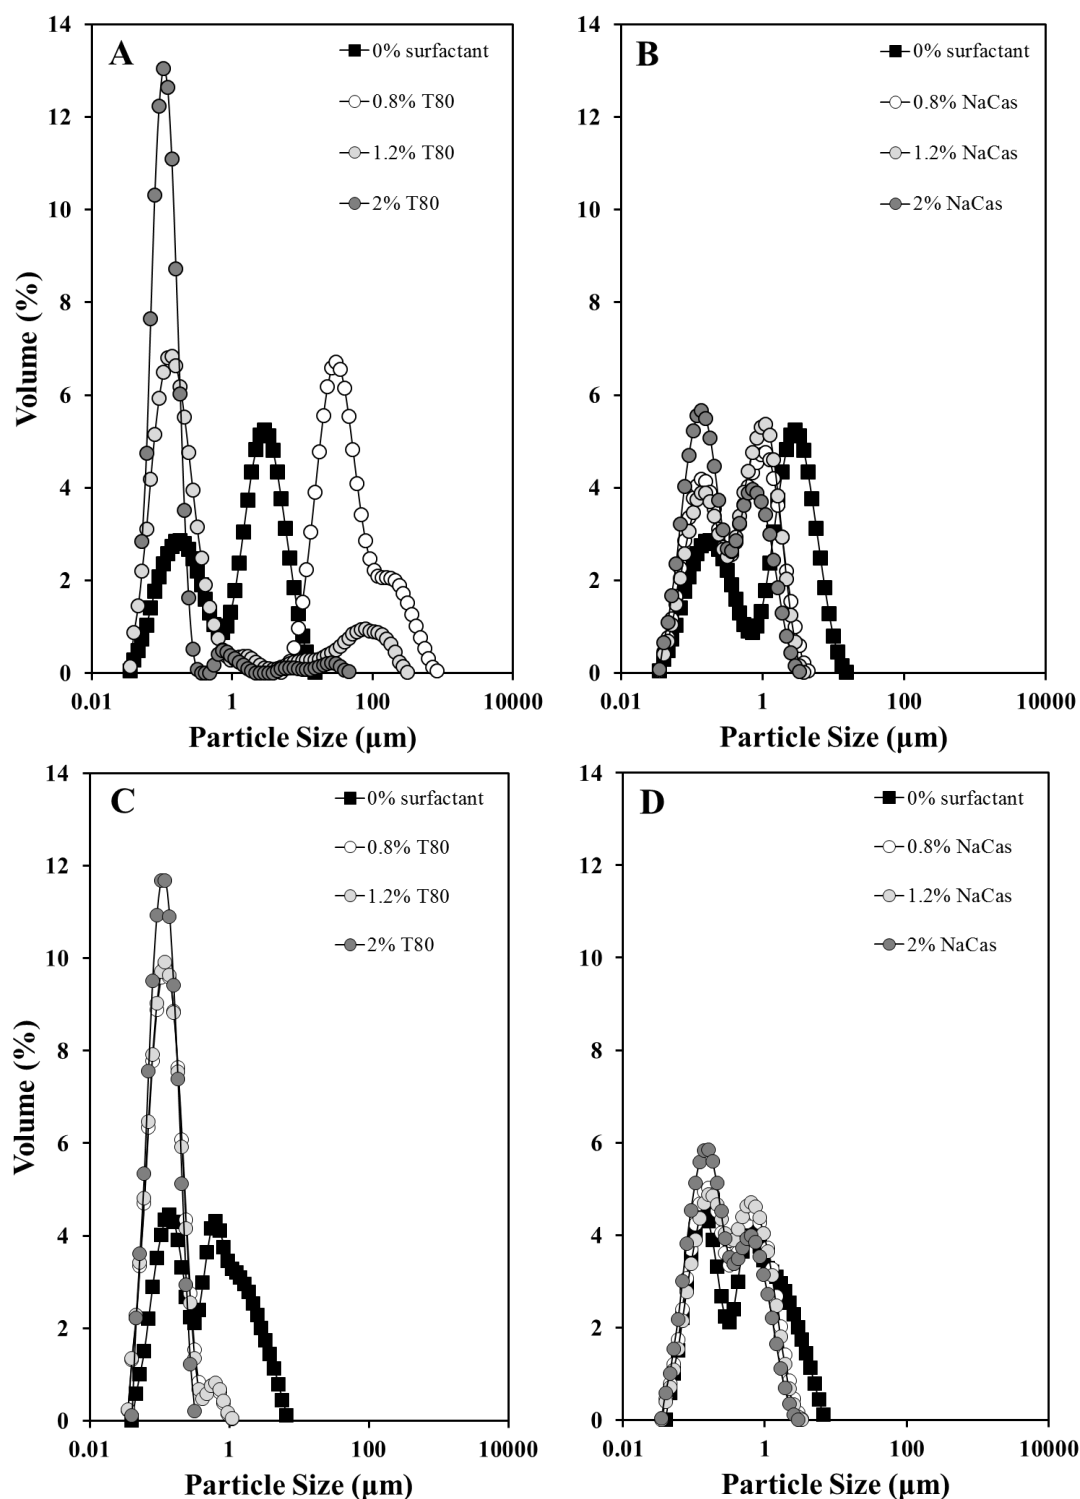 A
0% surfactant
0.8% T80
1.2% T80
2% T80
14
12
10
8
6
4
2
0
Volume (%)
0.01 1 100 10000
Particle Size (μm)
B
0% surfactant
0.8% NaCas
1.2% NaCas
2% NaCas
14
12
10
8
6
4
2
0
0.01 1 100 10000
Particle Size (μm)
C
0% surfactant
0.8% T80
1.2% T80
2% T80
14
12
10
8
6
4
2
0
Volume (%)
0.01 1 100 10000
Particle Size (μm)
D
0% surfactant
0.8% NaCas
1.2% NaCas
2% NaCas
14
12
10
8
6
4
2
0
0.01 1 100 10000
Particle Size (μm)